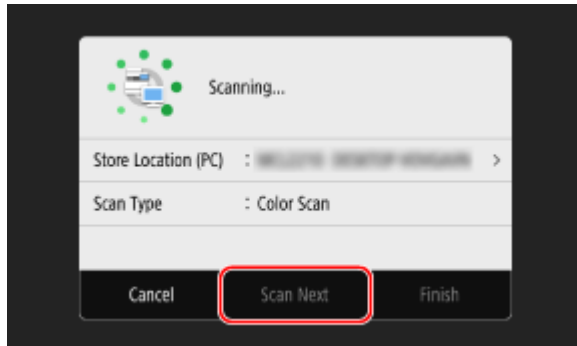 Scanning...
Store Location (PC) :
Scan Type : Color Scan
Cancel Scan Next Finish